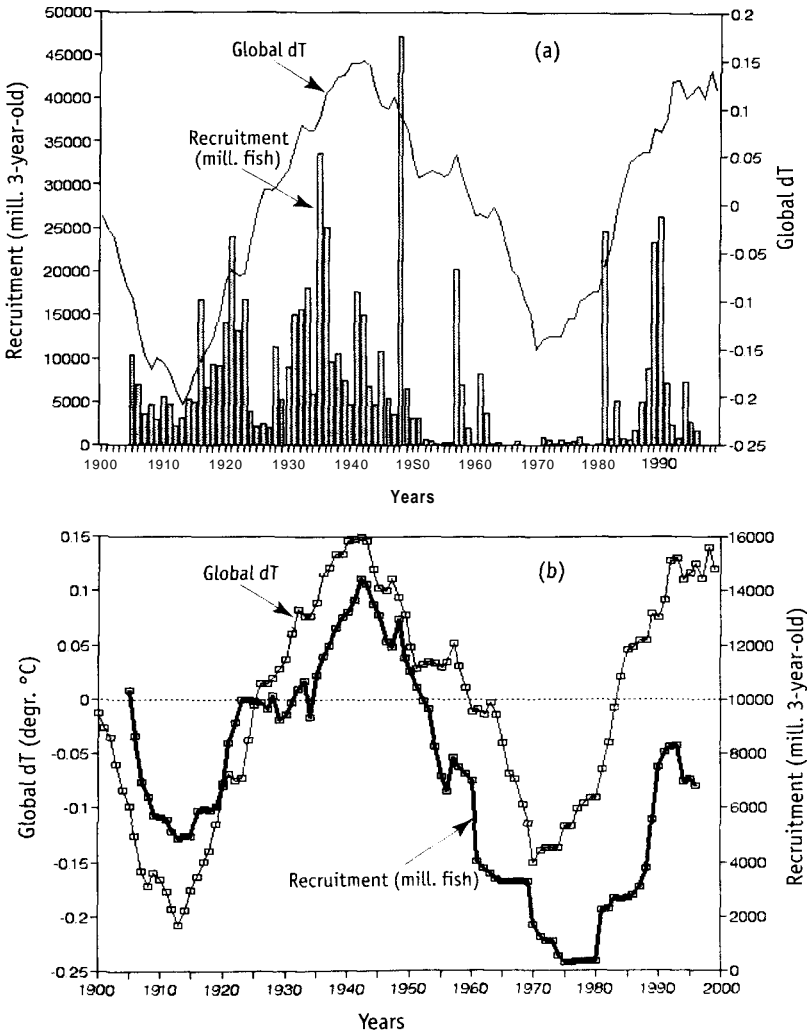 (a)
Global dT
Recruitment
(mill. fish)
Recruitment (mill. 3-year-old)
50000
45000
40000
35000
30000
25000
20000
15000
10000
5000
0
0.2
0.15
0.1
0.05
0
-0.05
-0.1
-0.15
-0.2
-0.25
Global dT
1900 1910 1920 1930 1940 1950 1960 1970 1980 1990
Years
(b)
Global dT
Recruitment (mill. fish)
Global dT (degr. °C)
0.15
0.1
0.05
0
-0.05
-0.1
-0.15
-0.2
-0.25
16000
14000
12000
10000
8000
6000
4000
2000
0
Recruitment (mill. 3-year-old)
1900 1910 1920 1930 1940 1950 1960 1970 1980 1990 2000
Years